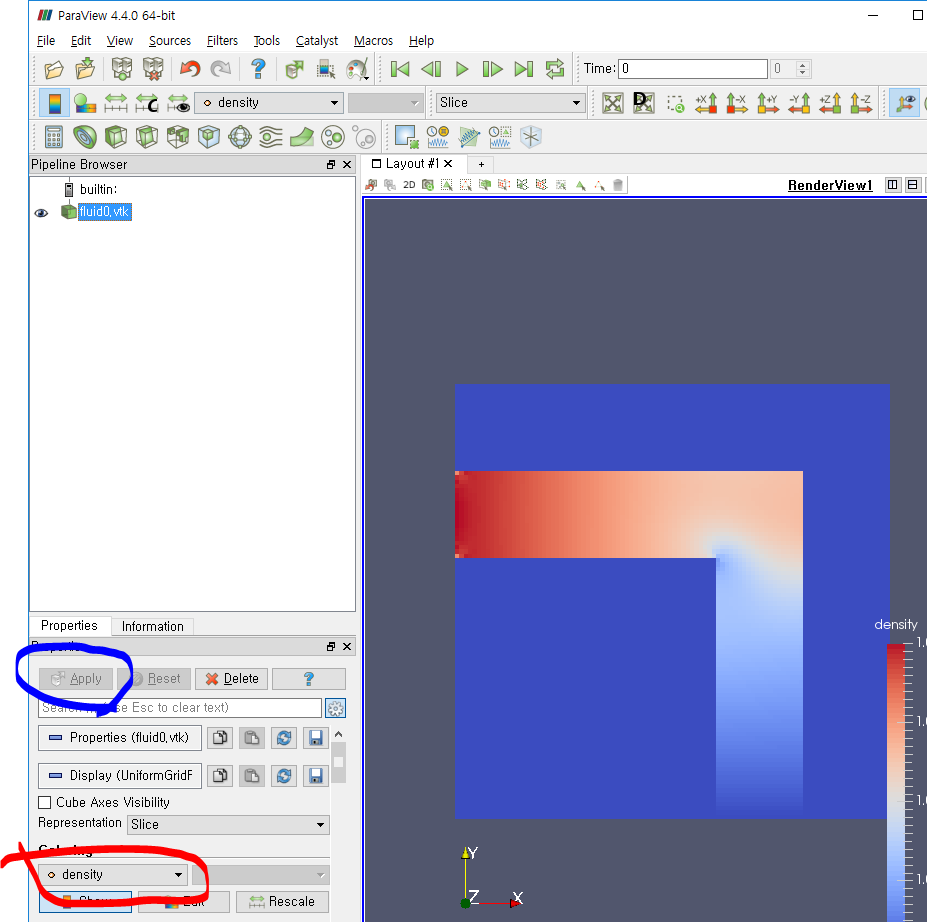 ParaView 4.4.0 64-bit
File Edit View Sources Filters Tools Catalyst Macros Help
Time: 0 0
density Slice +X -X +Y -Y +Z -Z
Pipeline Browser
Layout #1 +
builtin:
2D
RenderView1
fluid0.vtk
Properties Information
Apply Reset Delete ?
(use Esc to clear text)
Properties (fluid0.vtk)
Display (UniformGridF
Cube Axes Visibility
Representation Slice
Coloring
density
Show Edit Rescale
density
1.0
1.0
1.0
1.0
Y
Z X